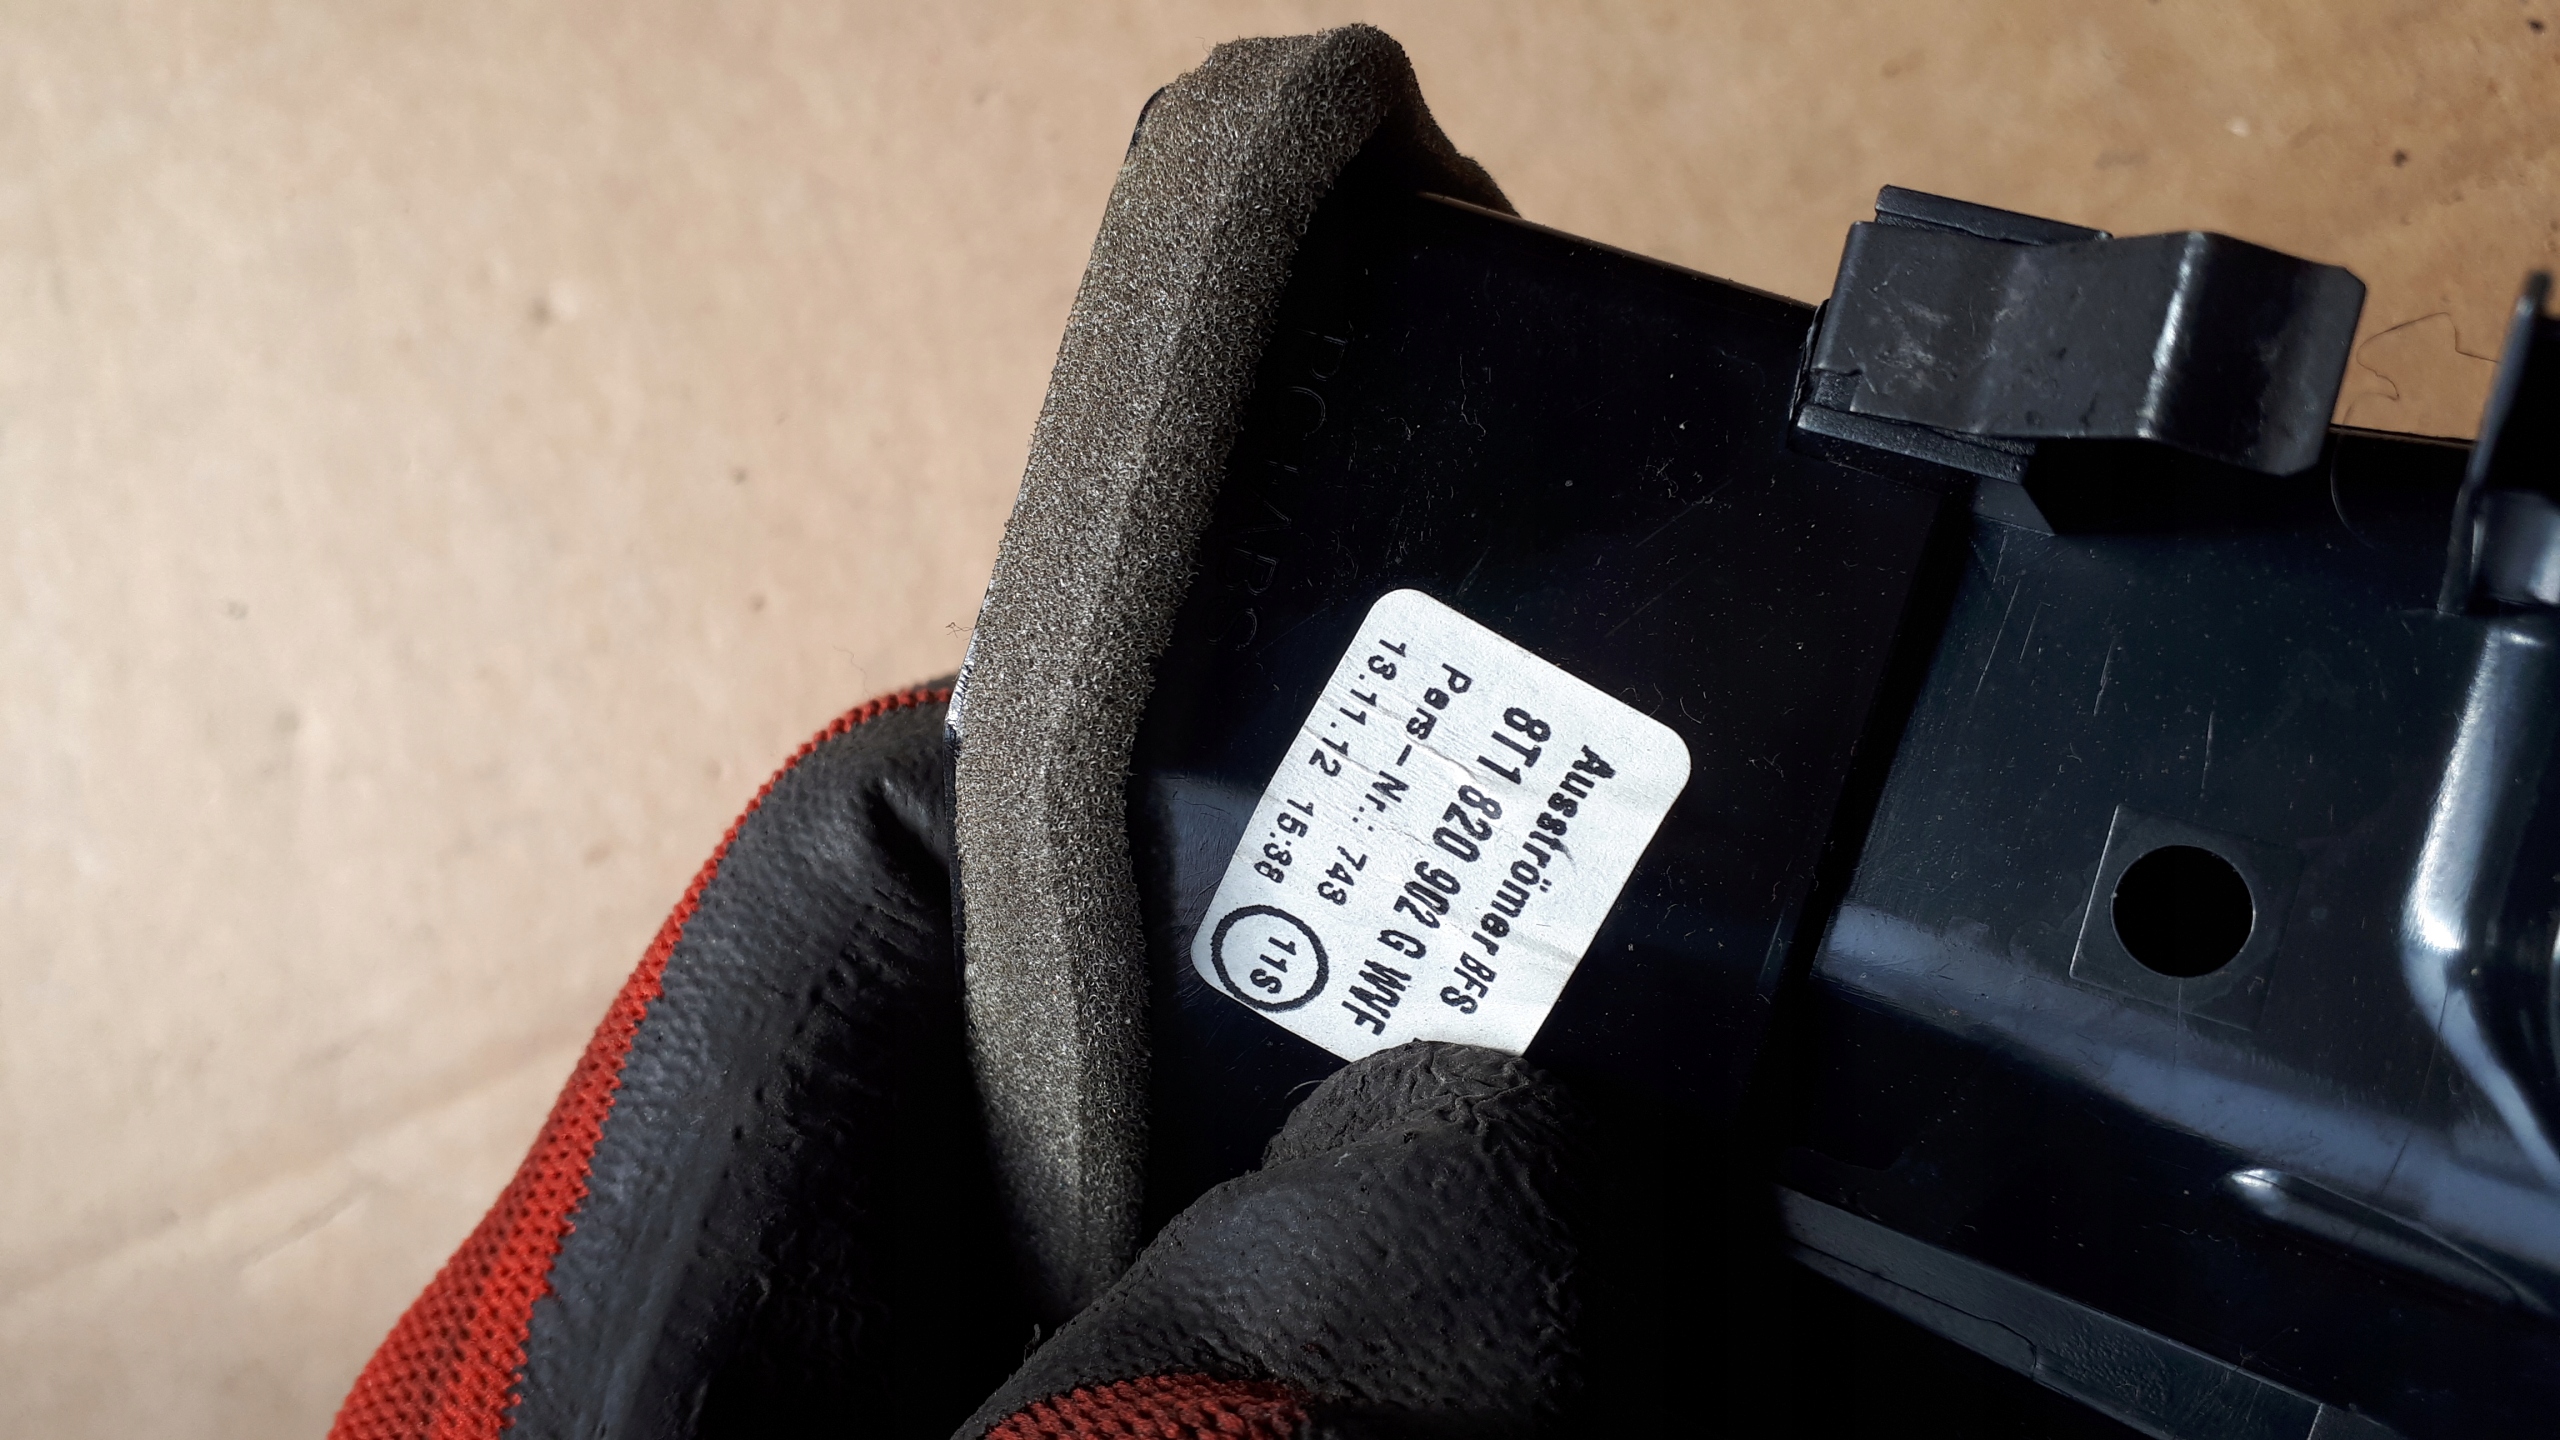 Ausströmer BFS
8T1 820 902 G WVF
Pers-Nr.: 743
13.11.12 15:38
11S